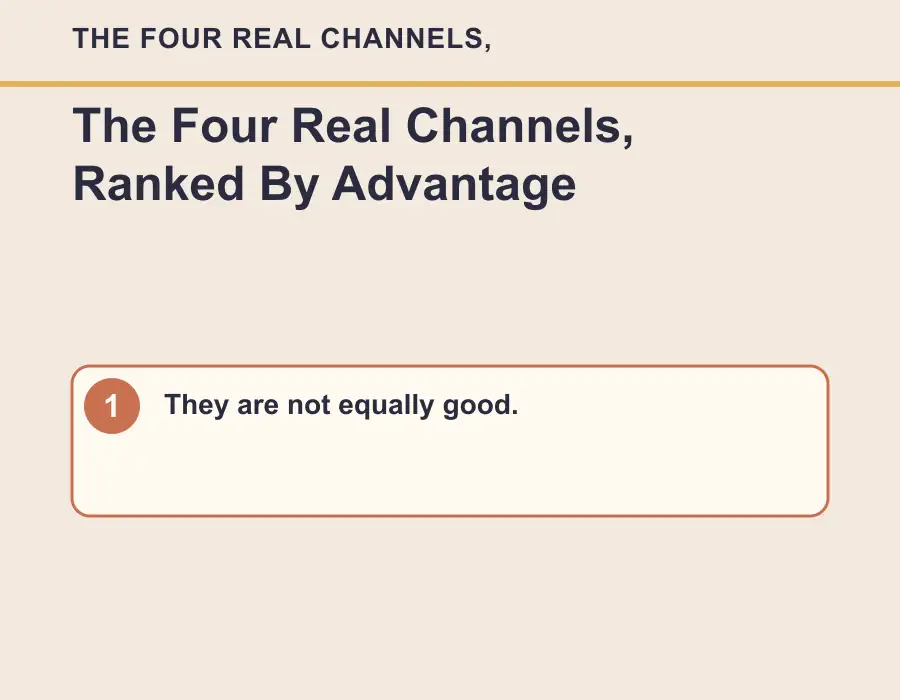 THE FOUR REAL CHANNELS,
The Four Real Channels,
Ranked By Advantage
1 They are not equally good.